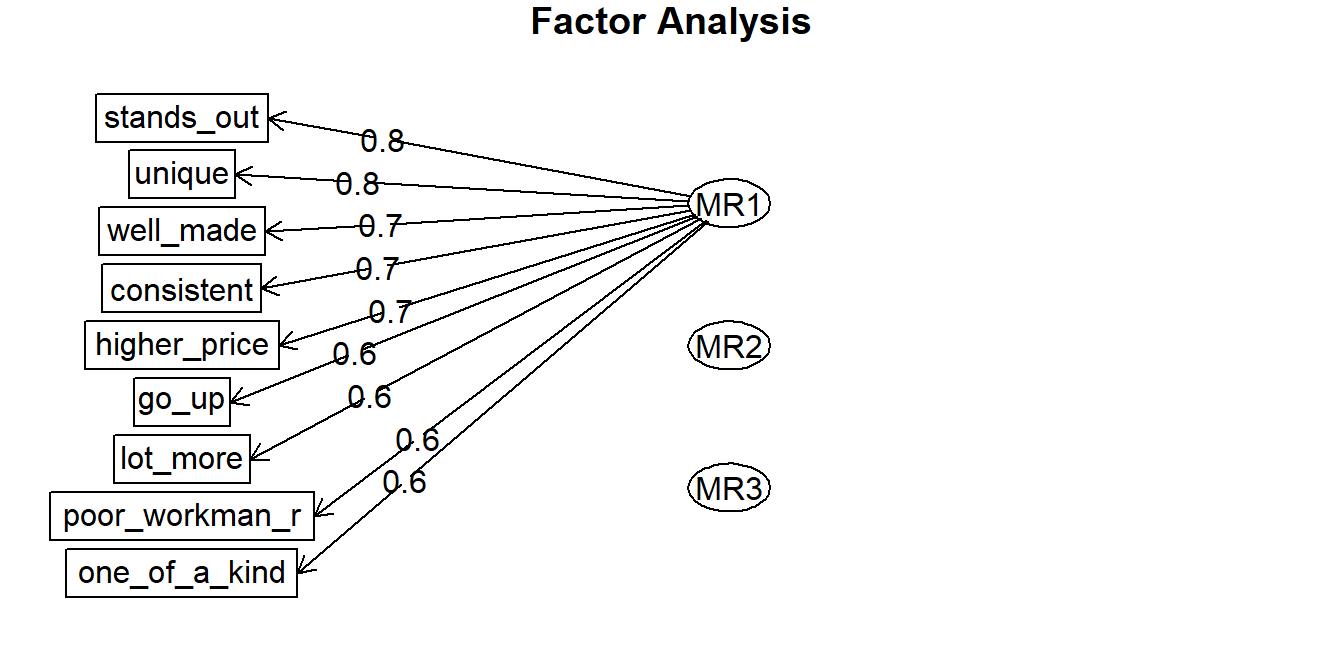 Factor Analysis
stands_out
0.8
unique
0.8
MR1
well_made
0.7
consistent
0.7
higher_price
0.7
MR2
go_up
0.6
lot_more
0.6
poor_workman_r
0.6
MR3
one_of_a_kind
0.6